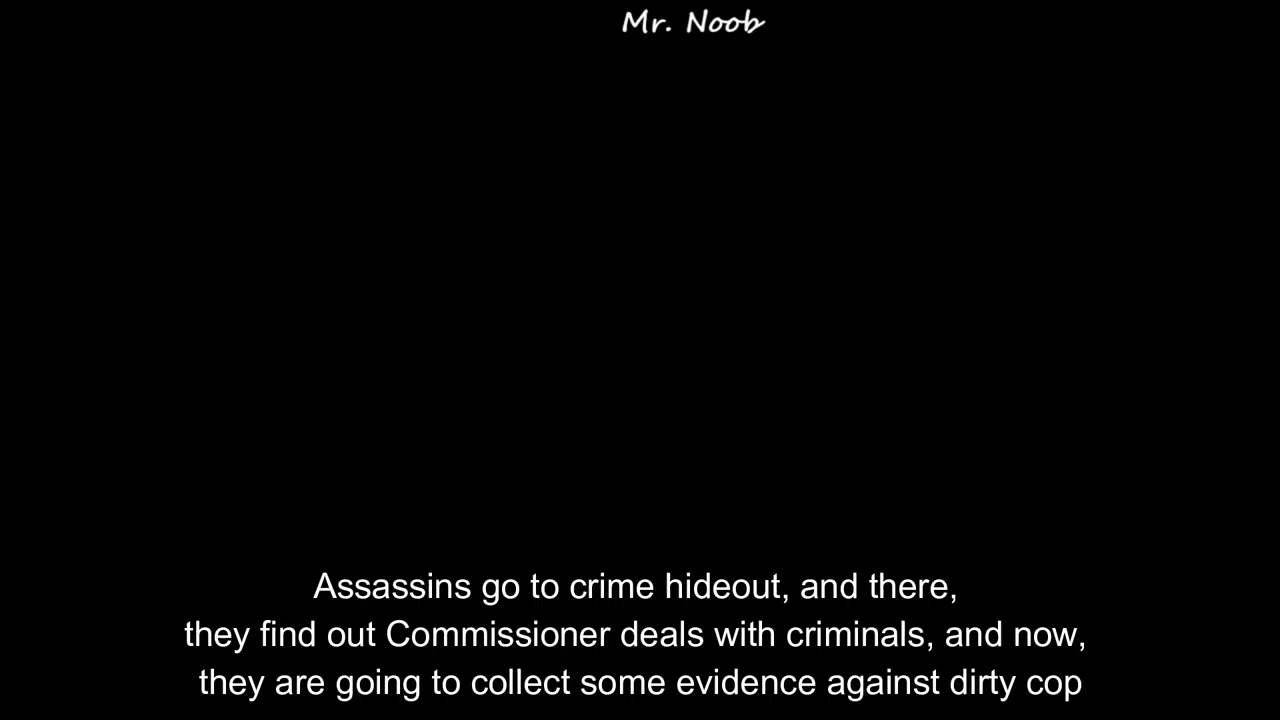 Mr. Noob
Assassins go to crime hideout, and there,
they find out Commissioner deals with criminals, and now,
they are going to collect some evidence against dirty cop